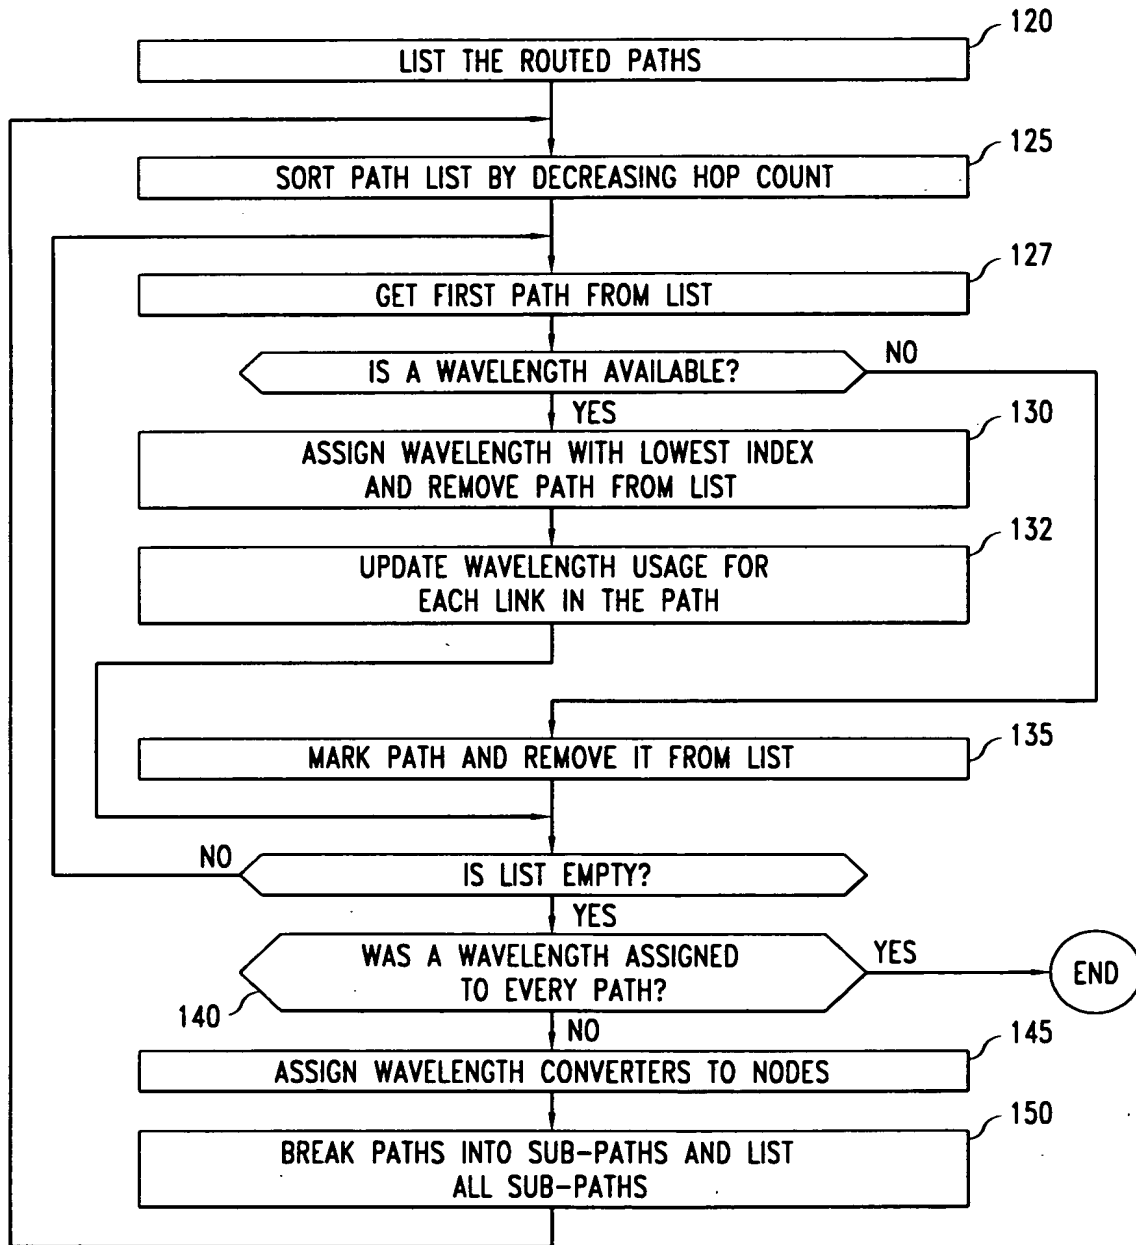 120
LIST THE ROUTED PATHS
125
SORT PATH LIST BY DECREASING HOP COUNT
127
GET FIRST PATH FROM LIST
IS A WAVELENGTH AVAILABLE?
NO
YES
130
ASSIGN WAVELENGTH WITH LOWEST INDEX
AND REMOVE PATH FROM LIST
132
UPDATE WAVELENGTH USAGE FOR
EACH LINK IN THE PATH
135
MARK PATH AND REMOVE IT FROM LIST
NO
IS LIST EMPTY?
YES
WAS A WAVELENGTH ASSIGNED
TO EVERY PATH?
YES
END
140
NO
145
ASSIGN WAVELENGTH CONVERTERS TO NODES
150
BREAK PATHS INTO SUB-PATHS AND LIST
ALL SUB-PATHS